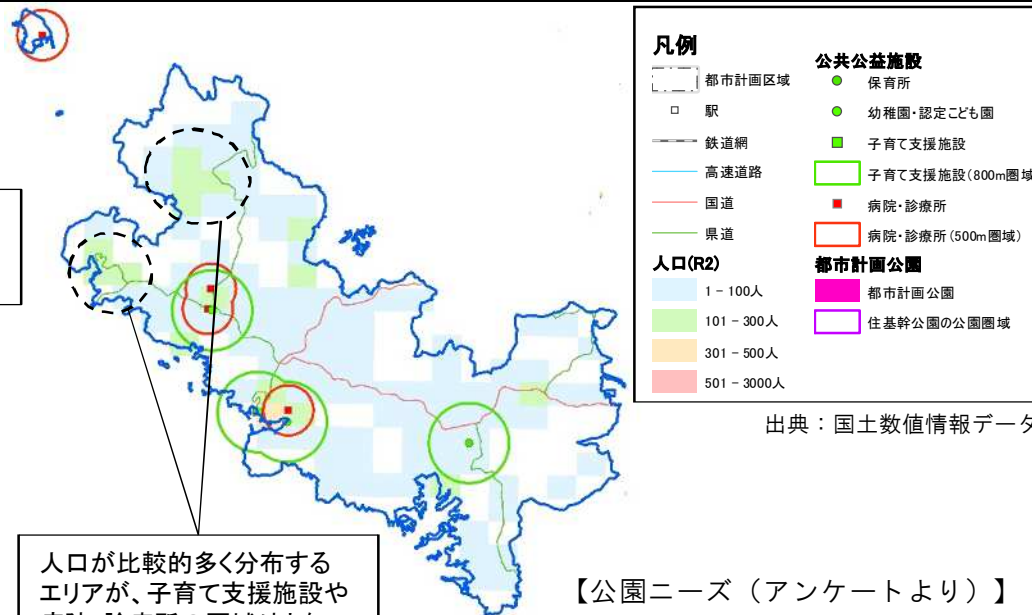 凡例
都市計画区域
駅
鉄道網
高速道路
国道
県道
人口(R2)
1 - 100人
101 - 300人
301 - 500人
501 - 3000人
公共公益施設
保育所
幼稚園・認定こども園
子育て支援施設
子育て支援施設(800m圏域
病院・診療所
病院・診療所(500m圏域)
都市計画公園
都市計画公園
住基幹公園の公園圏域
出典：国土数値情報データ
人口が比較的多く分布する
エリアが、子育て支援施設や
【公園ニーズ（アンケートより）】